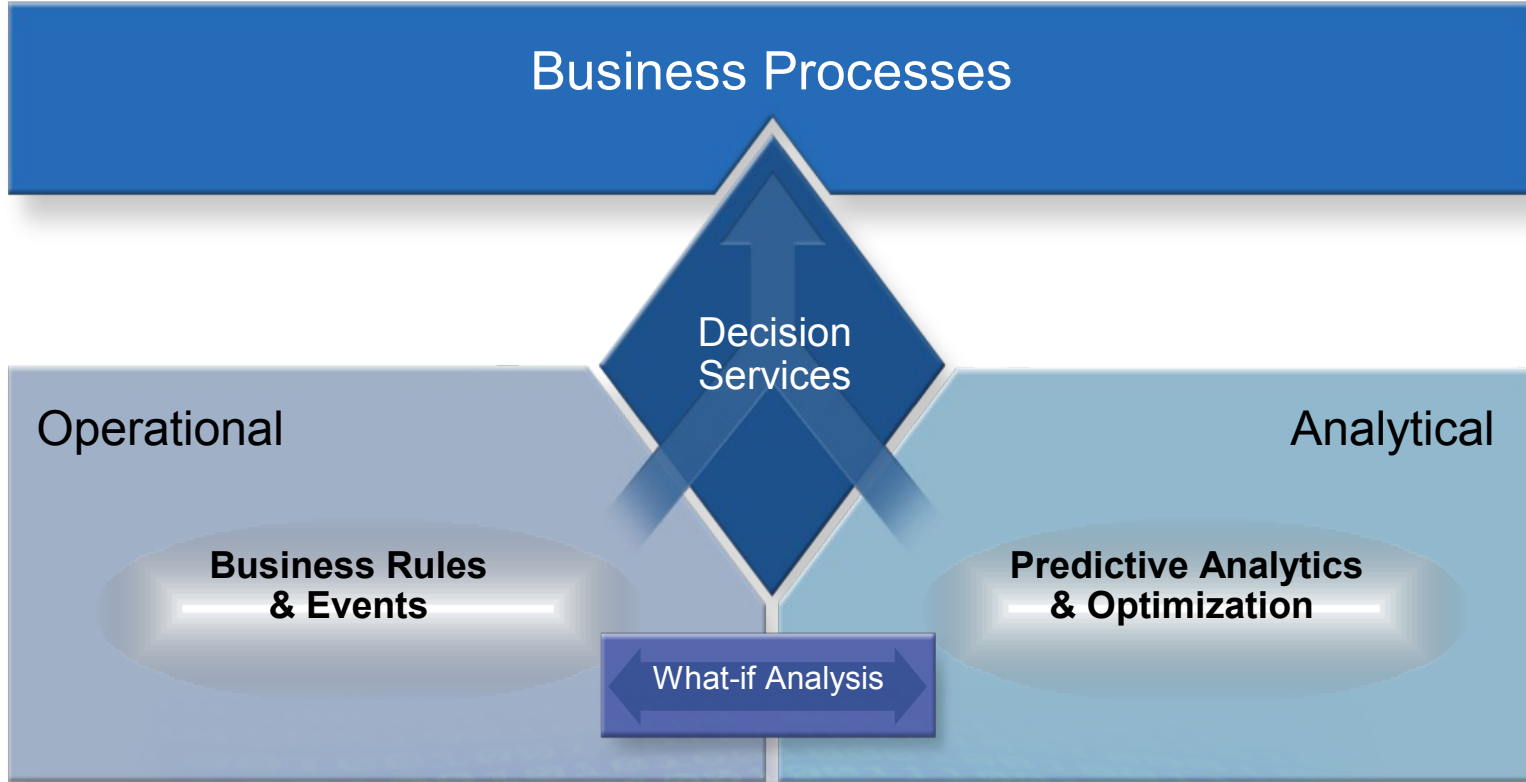 Business Processes
Decision
Services
Operational
Analytical
Business Rules
& Events
Predictive Analytics
& Optimization
What-if Analysis